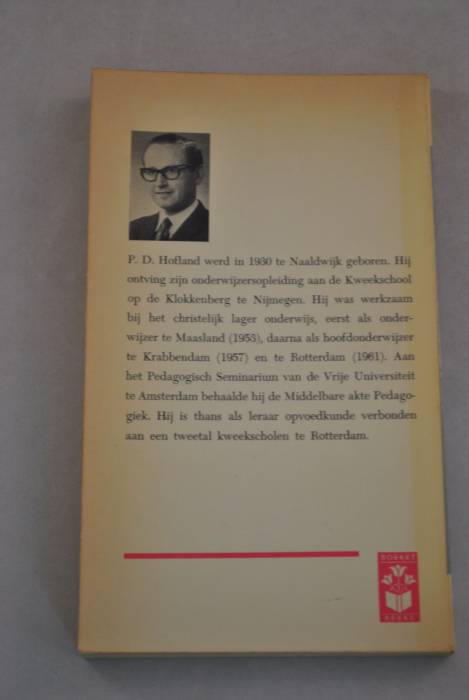 P. D. Hofland werd in 1930 te Naaldwijk geboren. Hij
ontving zijn onderwijzersopleiding aan de Kweekschool
op de Klokkenberg te Nijmegen. Hij was werkzaam
bij het christelijk lager onderwijs, eerst als onder-
wijzer te Maasland (1953), daarna als hoofdonderwijzer
te Krabbendam (1957) en te Rotterdam (1961). Aan
het Pedagogisch Seminarium van de Vrije Universiteit
te Amsterdam behaalde hij de Middelbare akte Pedago-
giek. Hij is thans als leraar opvoedkunde verbonden
aan een tweetal kweekscholen te Rotterdam.
BOEKET
REEKS